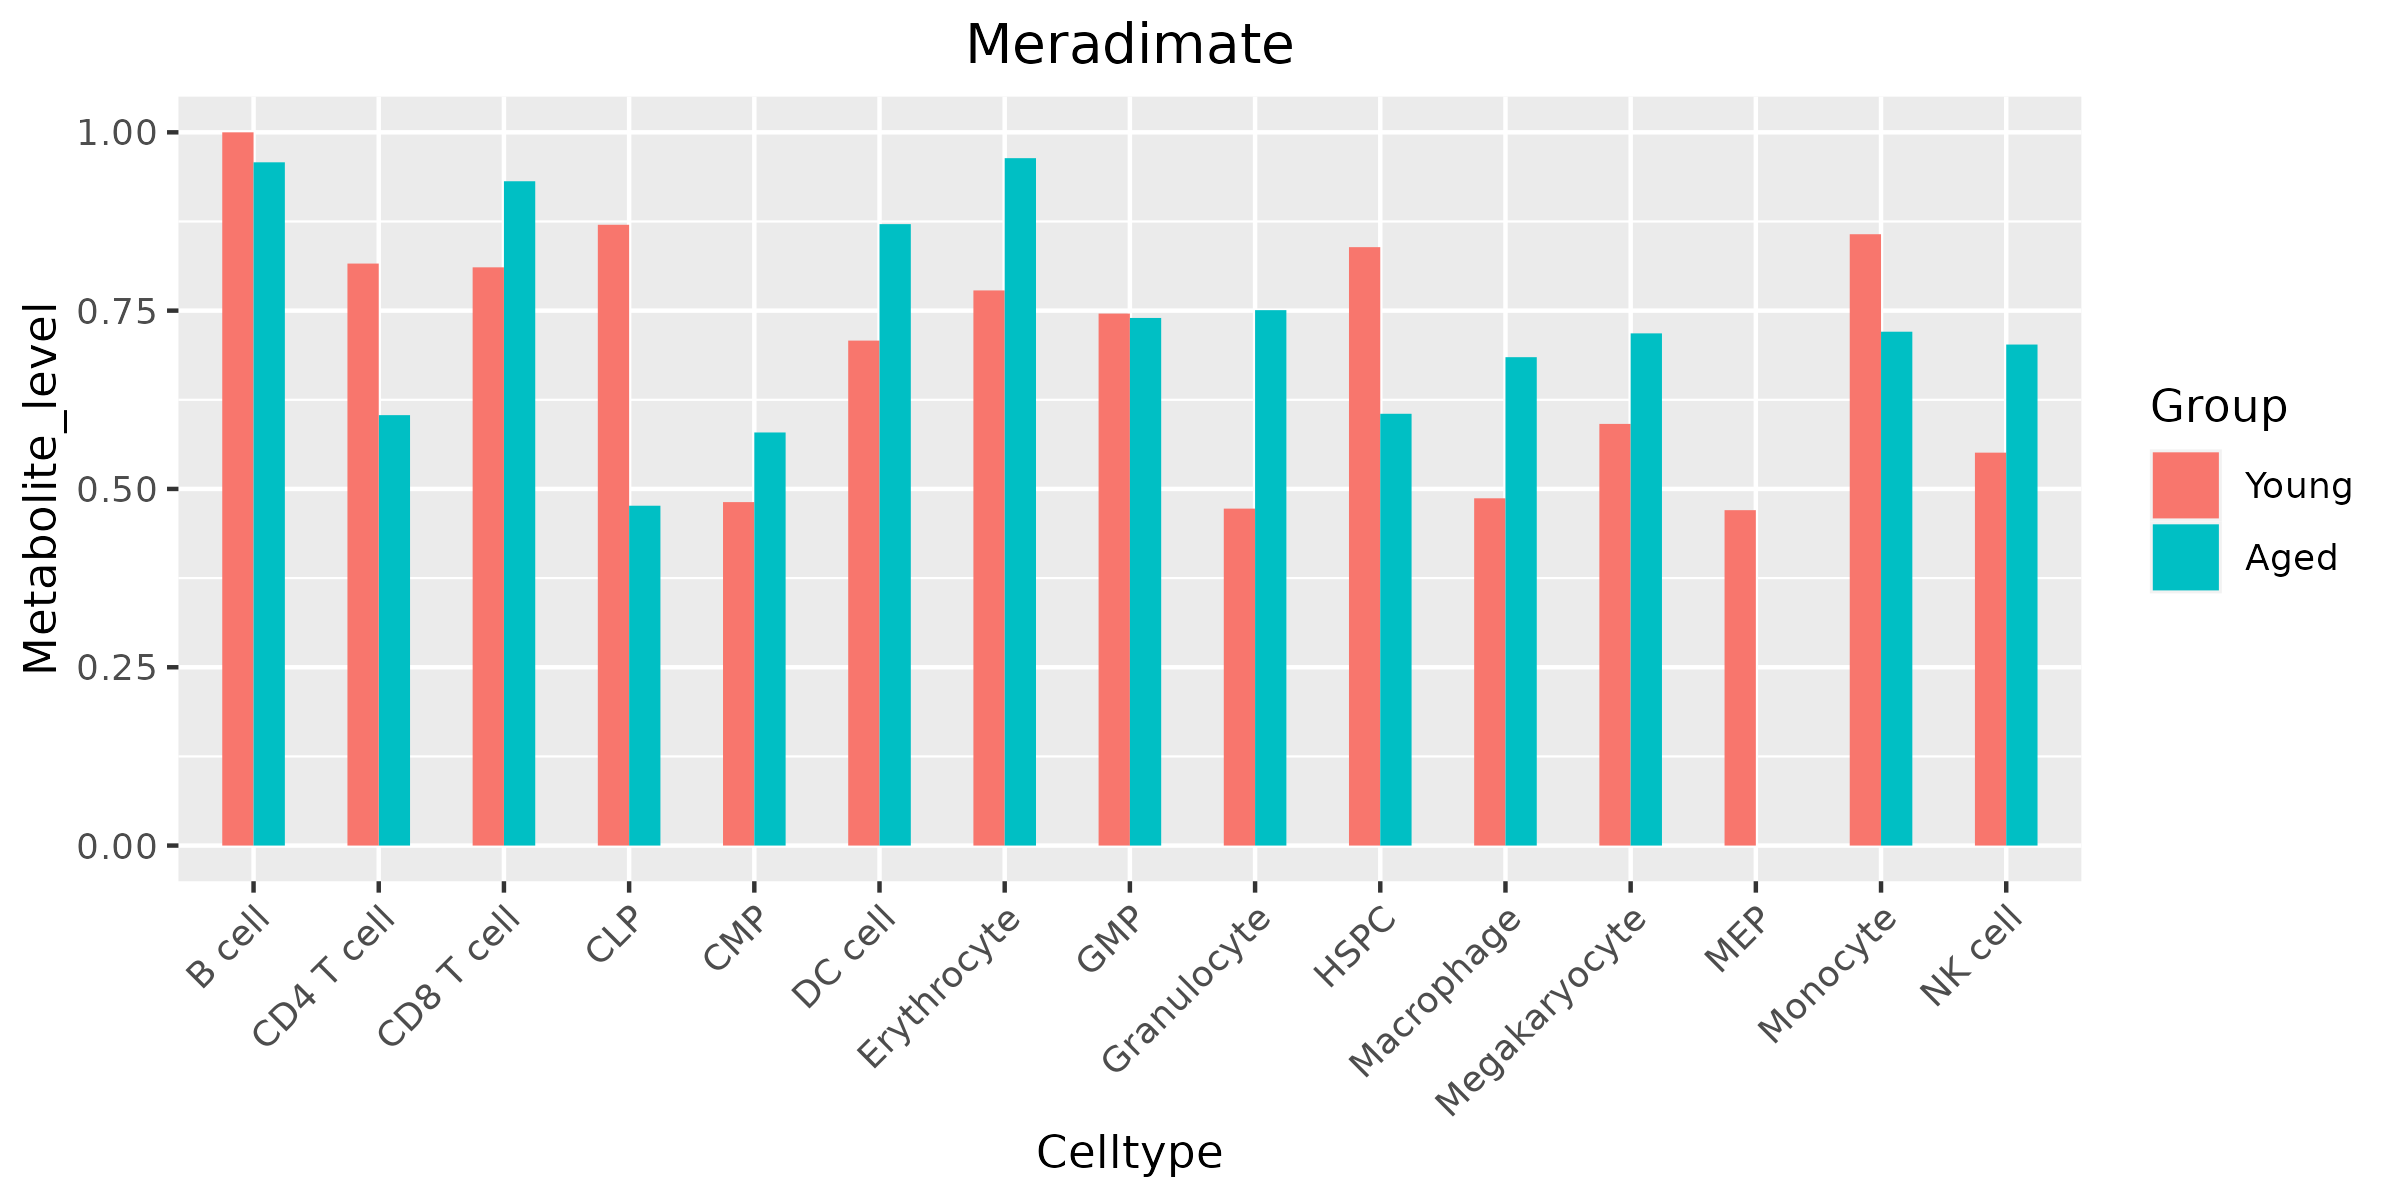 Meradimate
Metabolite_level
1.00
0.75
0.50
0.25
0.00
B cell
CD4 T cell
CD8 T cell
CLP
CMP
DC cell
Erythrocyte
GMP
Granulocyte
HSPC
Macrophage
Megakaryocyte
MEP
Monocyte
NK cell
Celltype
Group
Young
Aged